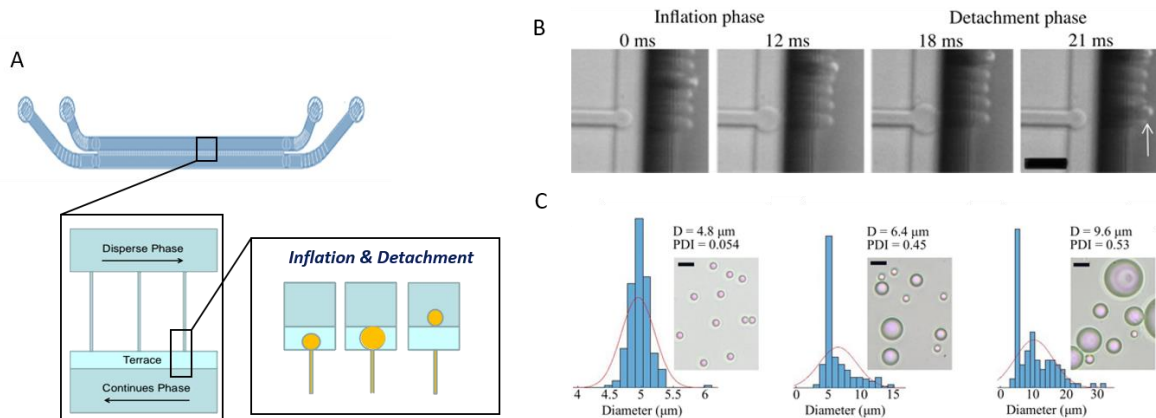 A
Disperse Phase
Terrace
Continues Phase
Inflation & Detachment
B
Inflation phase
Detachment phase
0 ms
12 ms
18 ms
21 ms
C
D = 4.8 μm
PDI = 0.054
4 4.5 5 5.5 6
Diameter (μm)
D = 6.4 μm
PDI = 0.45
0 5 10 15
Diameter (μm)
D = 9.6 μm
PDI = 0.53
0 10 20 30
Diameter (μm)